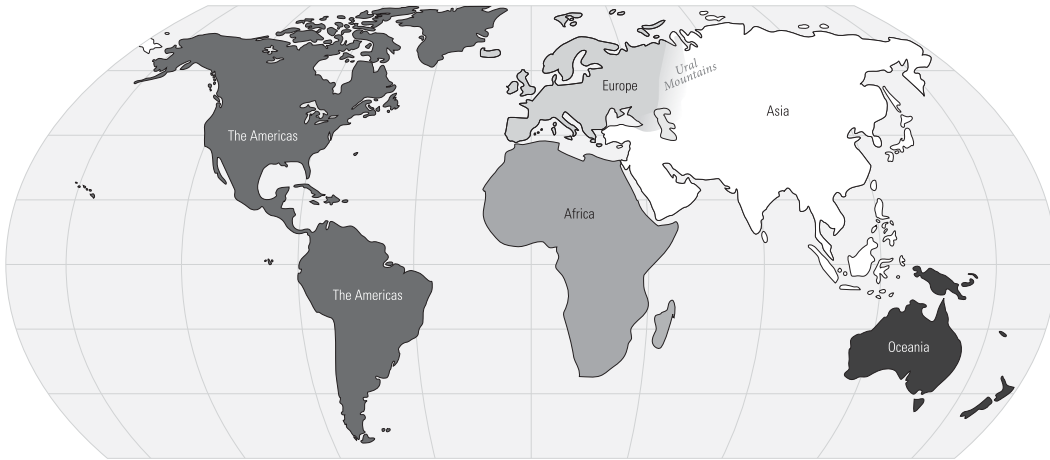 Ural
Mountains
Europe
Asia
The Americas
Africa
The Americas
Oceania